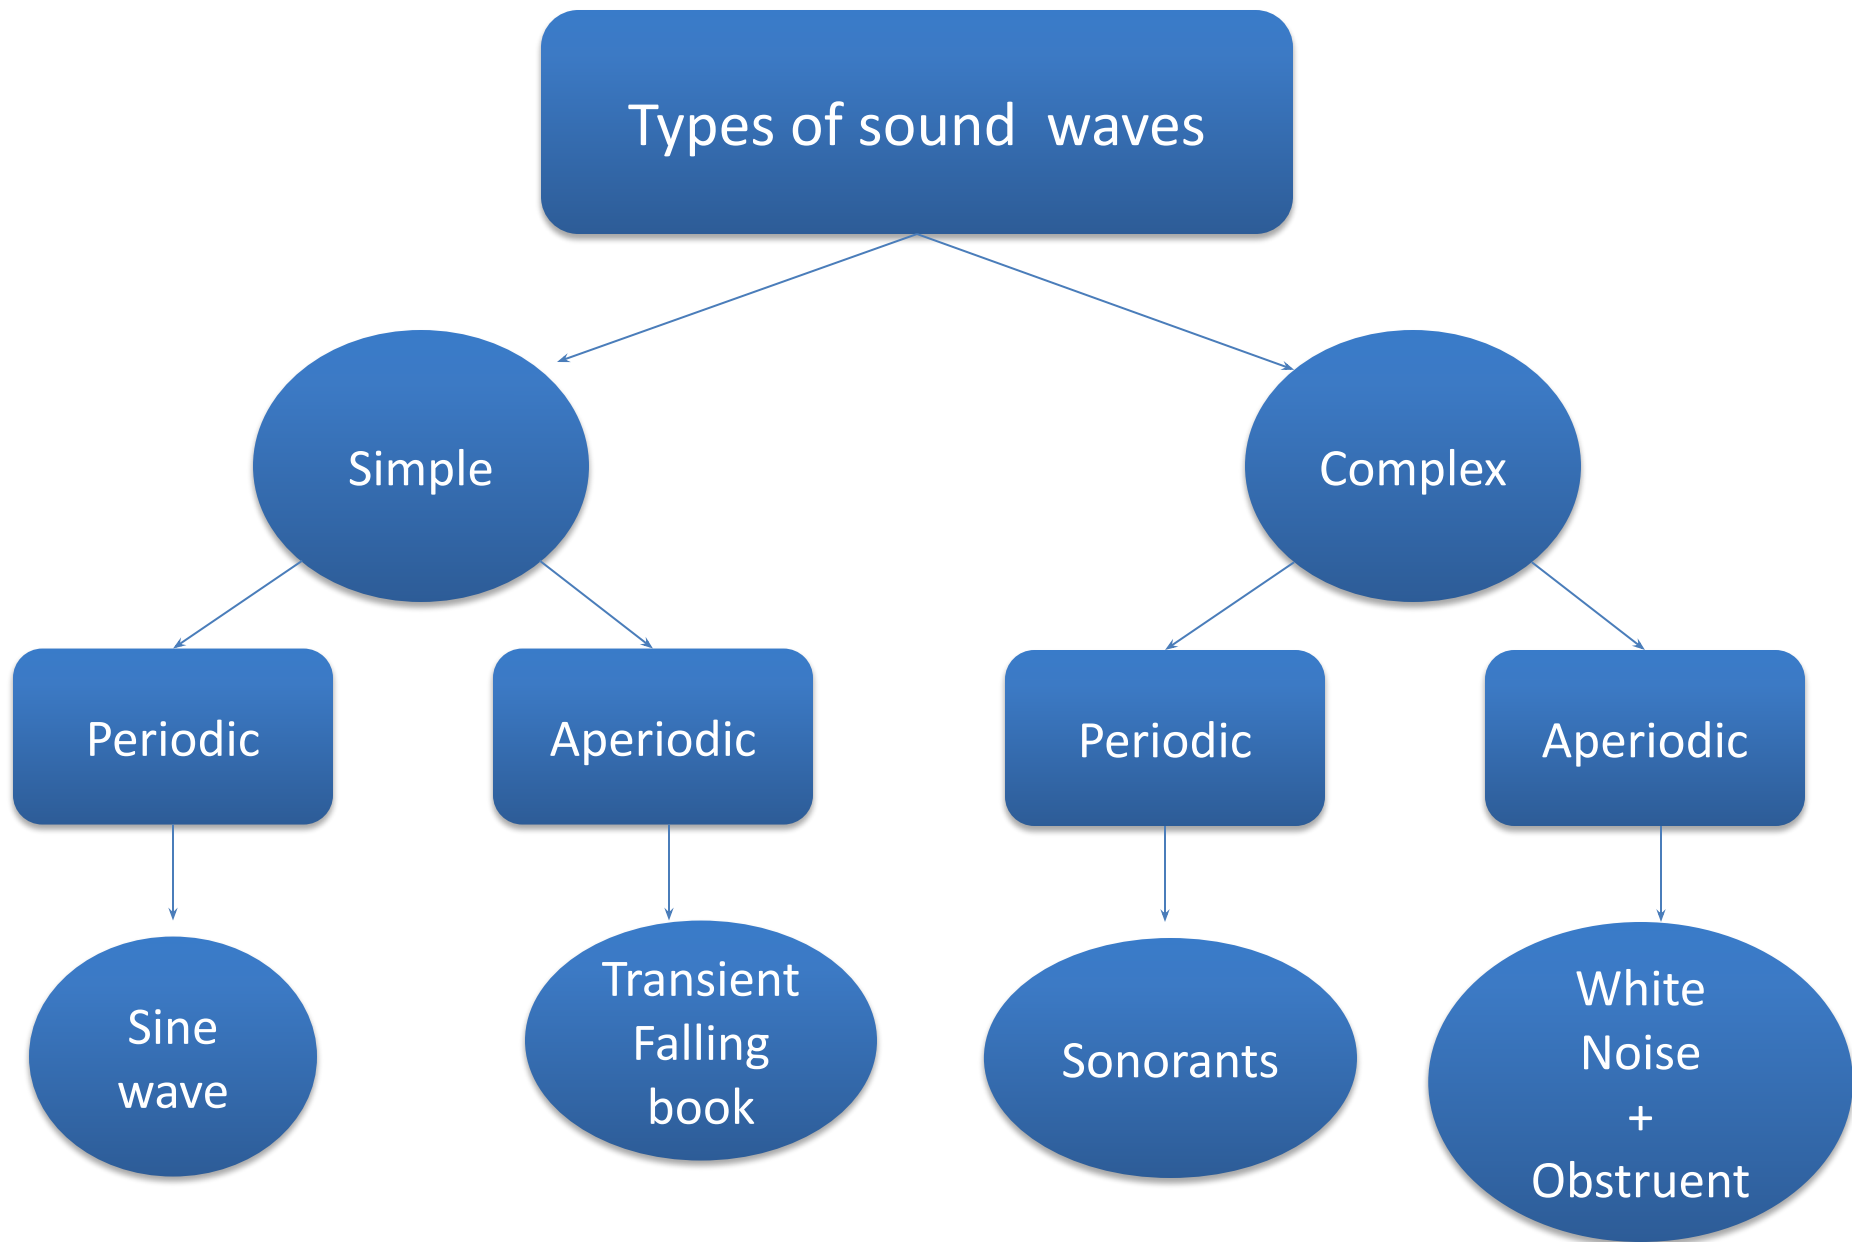 Types of sound  waves
Simple
Complex
Periodic
Aperiodic
Periodic
Aperiodic
Sine
wave
Transient
Falling
book
Sonorants
White
Noise
+
Obstruent